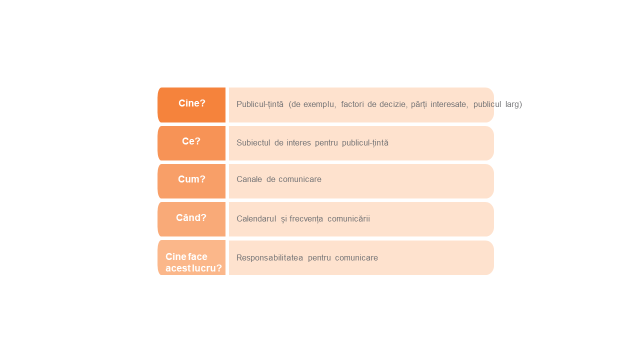 Cine?
Publicul-țintă (de exemplu, factori de decizie, părți interesate, publicul larg)
Ce?
Subiectul de interes pentru publicul-țintă
Cum?
Canale de comunicare
Când?
Calendarul și frecvența comunicării
Cine face
acest lucru?
Responsabilitatea pentru comunicare